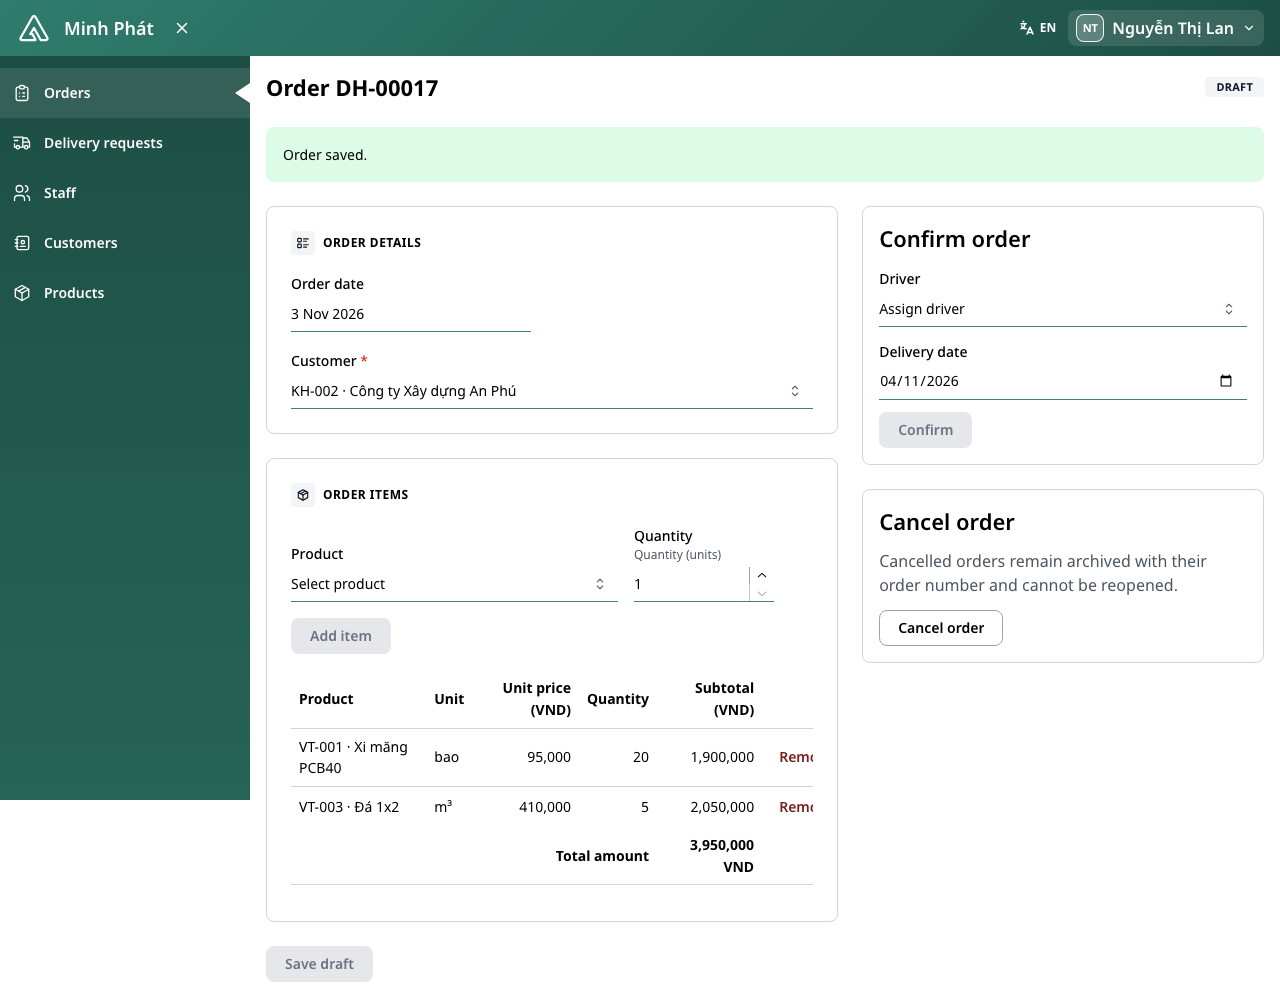 Minh Phát
EN
NT
Nguyễn Thị Lan
Orders
Delivery requests
Staff
Customers
Products
Order DH-00017
DRAFT
Order saved.
ORDER DETAILS
Order date
3 Nov 2026
Customer *
KH-002 · Công ty Xây dựng An Phú
ORDER ITEMS
Product
Select product
Quantity
Quantity (units)
1
Add item
Product Unit Unit price (VND) Quantity Subtotal (VND)
VT-001 · Xi măng PCB40 bao 95,000 20 1,900,000
VT-003 · Đá 1x2 m³ 410,000 5 2,050,000
Total amount 3,950,000 VND
Save draft
Confirm order
Driver
Assign driver
Delivery date
04/11/2026
Confirm
Cancel order
Cancelled orders remain archived with their
order number and cannot be reopened.
Cancel order